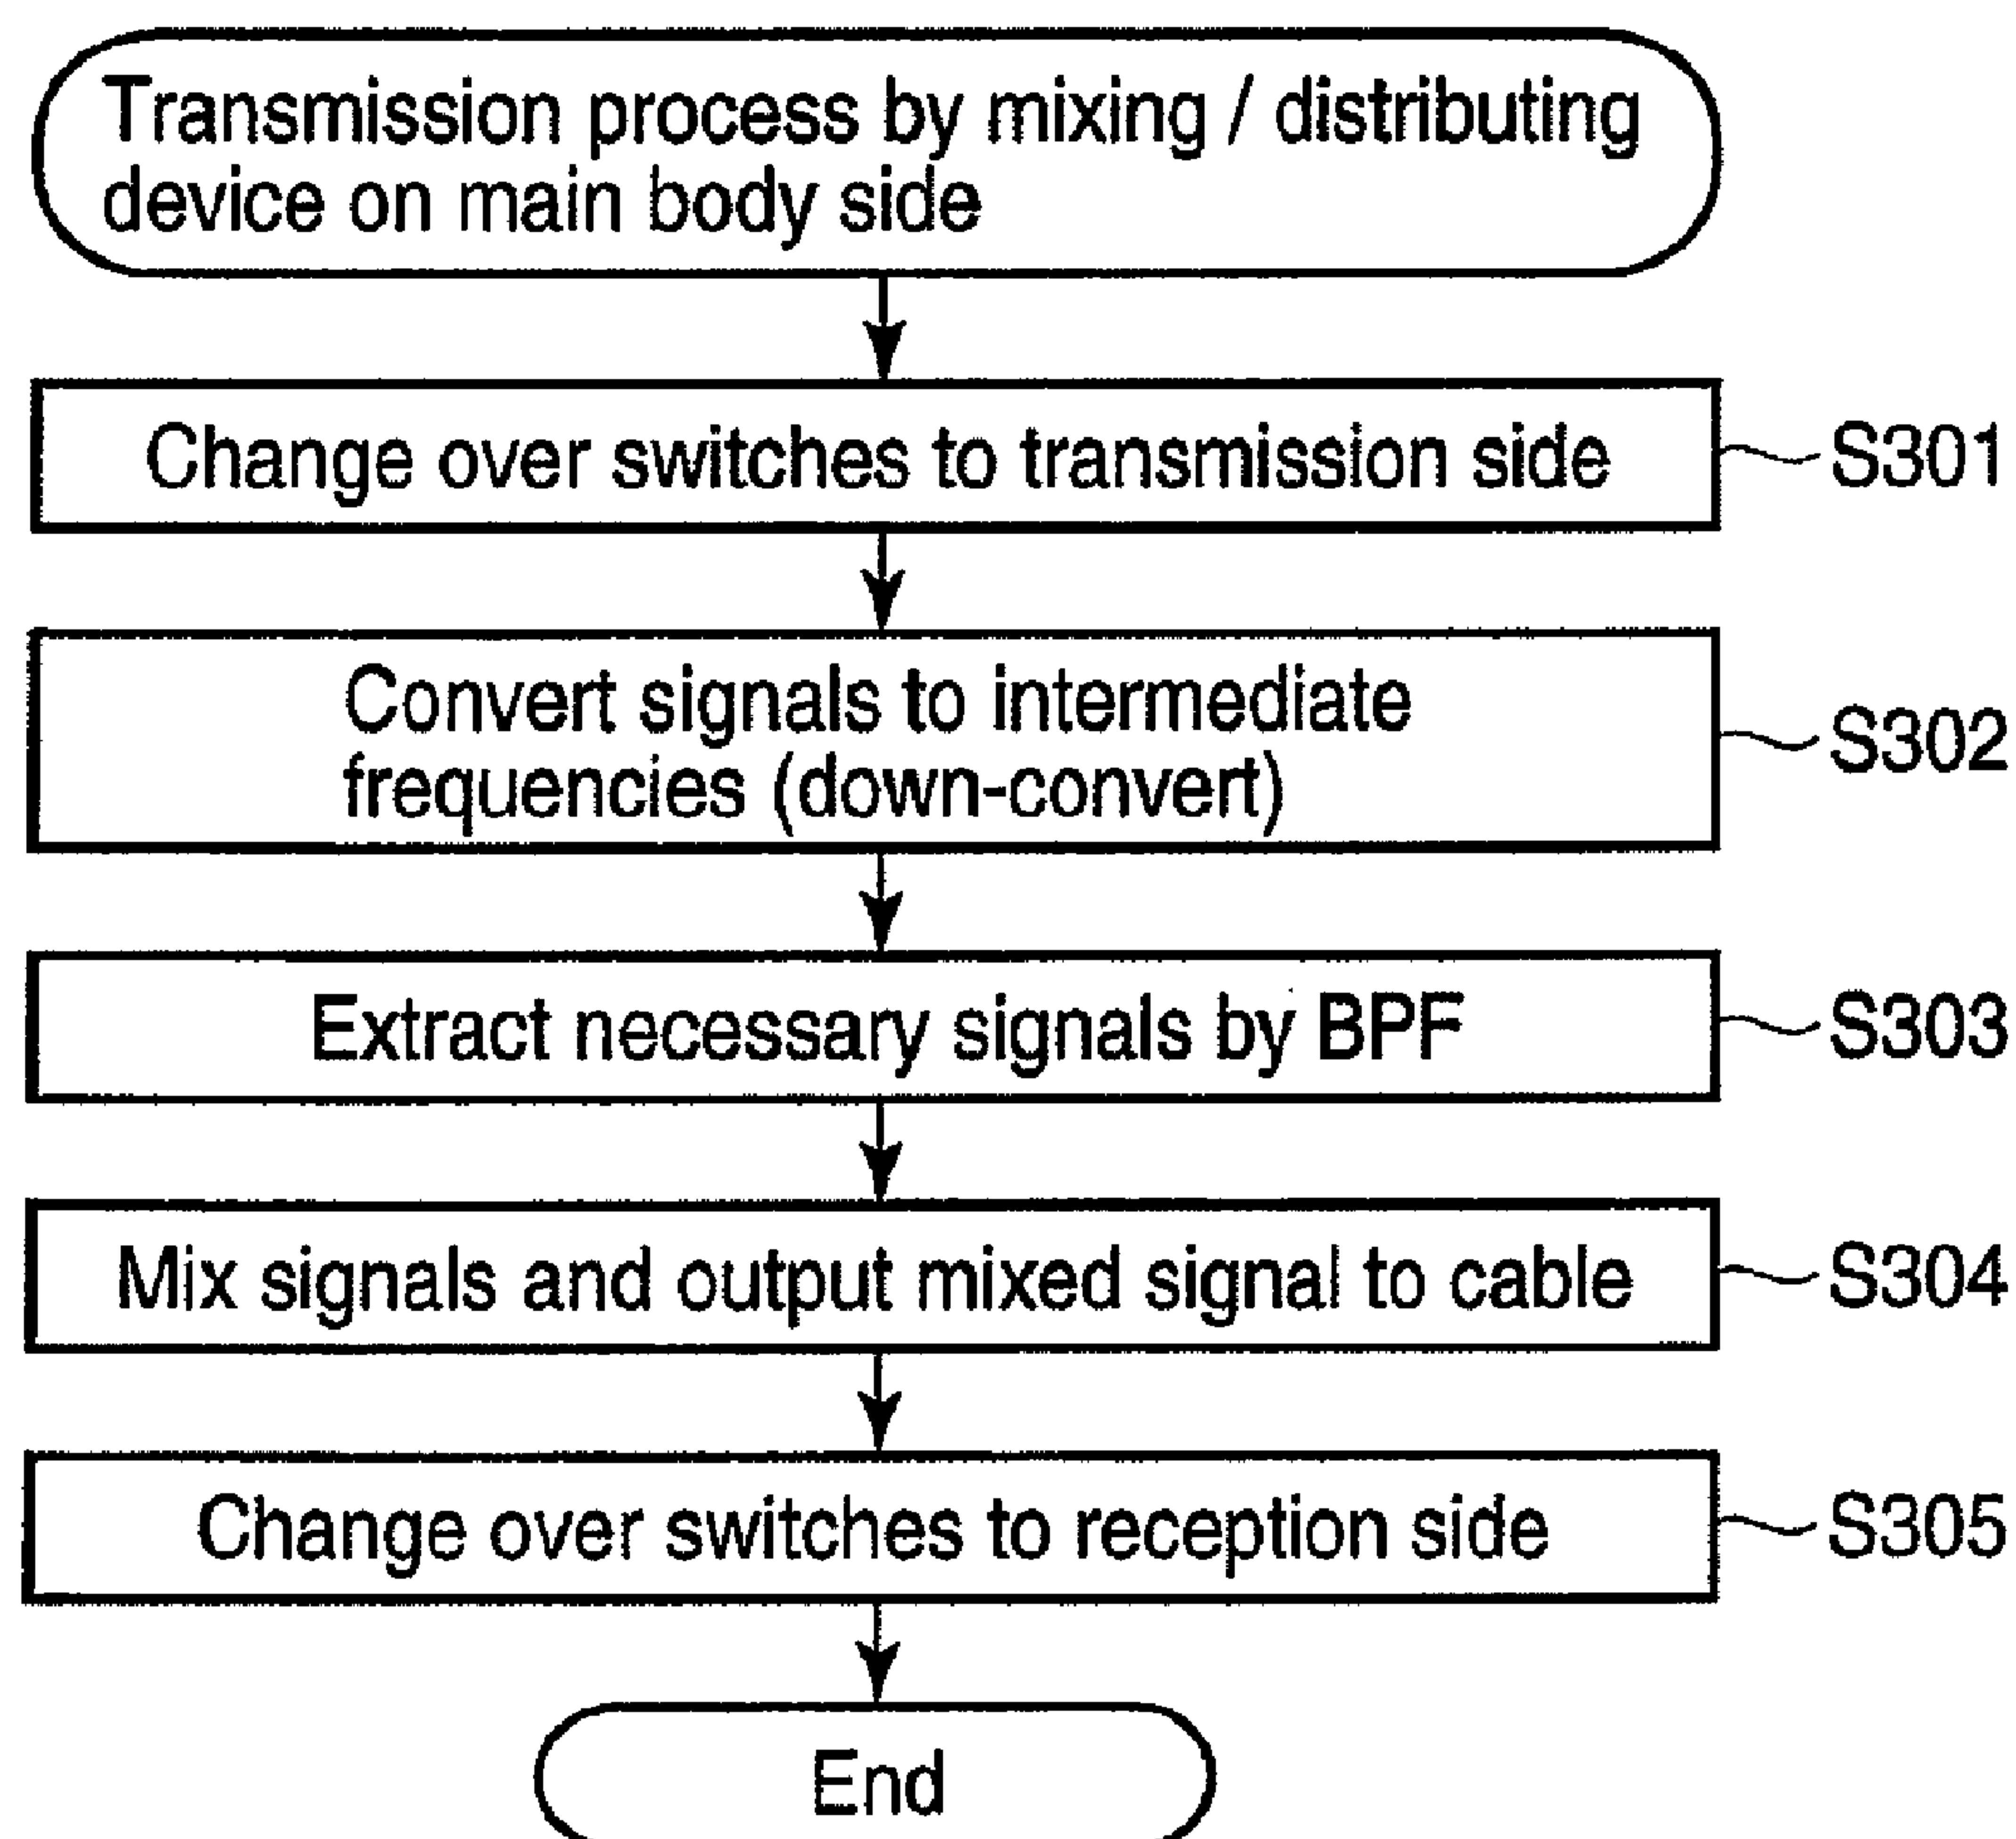 Transmission process by mixing / distributing
device on main body side
Change over switches to transmission side
S301
Convert signals to intermediate
frequencies (down-convert)
S302
Extract necessary signals by BPF
S303
Mix signals and output mixed signal to cable
S304
Change over switches to reception side
S305
End